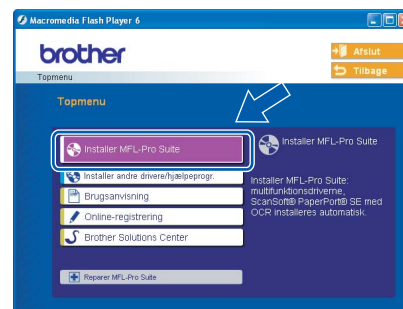 Macromedia Flash Player 6
brother
Afslut
Tilbage
Topmenu
Topmenu
Installer MFL-Pro Suite
Installer andre drivere/hjælpeprogr.
Brugsanvisning
Online-registrering
Brother Solutions Center
Reparer MFL-Pro Suite
Installer MFL-Pro Suite
Installer MFL-Pro Suite:
multifunktionsdriverne,
ScanSoft® PaperPort® SE med
OCR installeres automatisk.